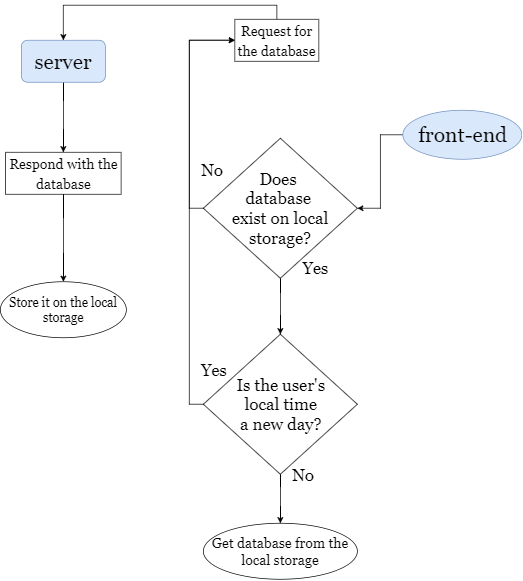 Request for
the database
server
front-end
Respond with the
database
No
Does
database
exist on local
storage?
Yes
Store it on the local
storage
Yes
Is the user's
local time
a new day?
No
Get database from the
local storage